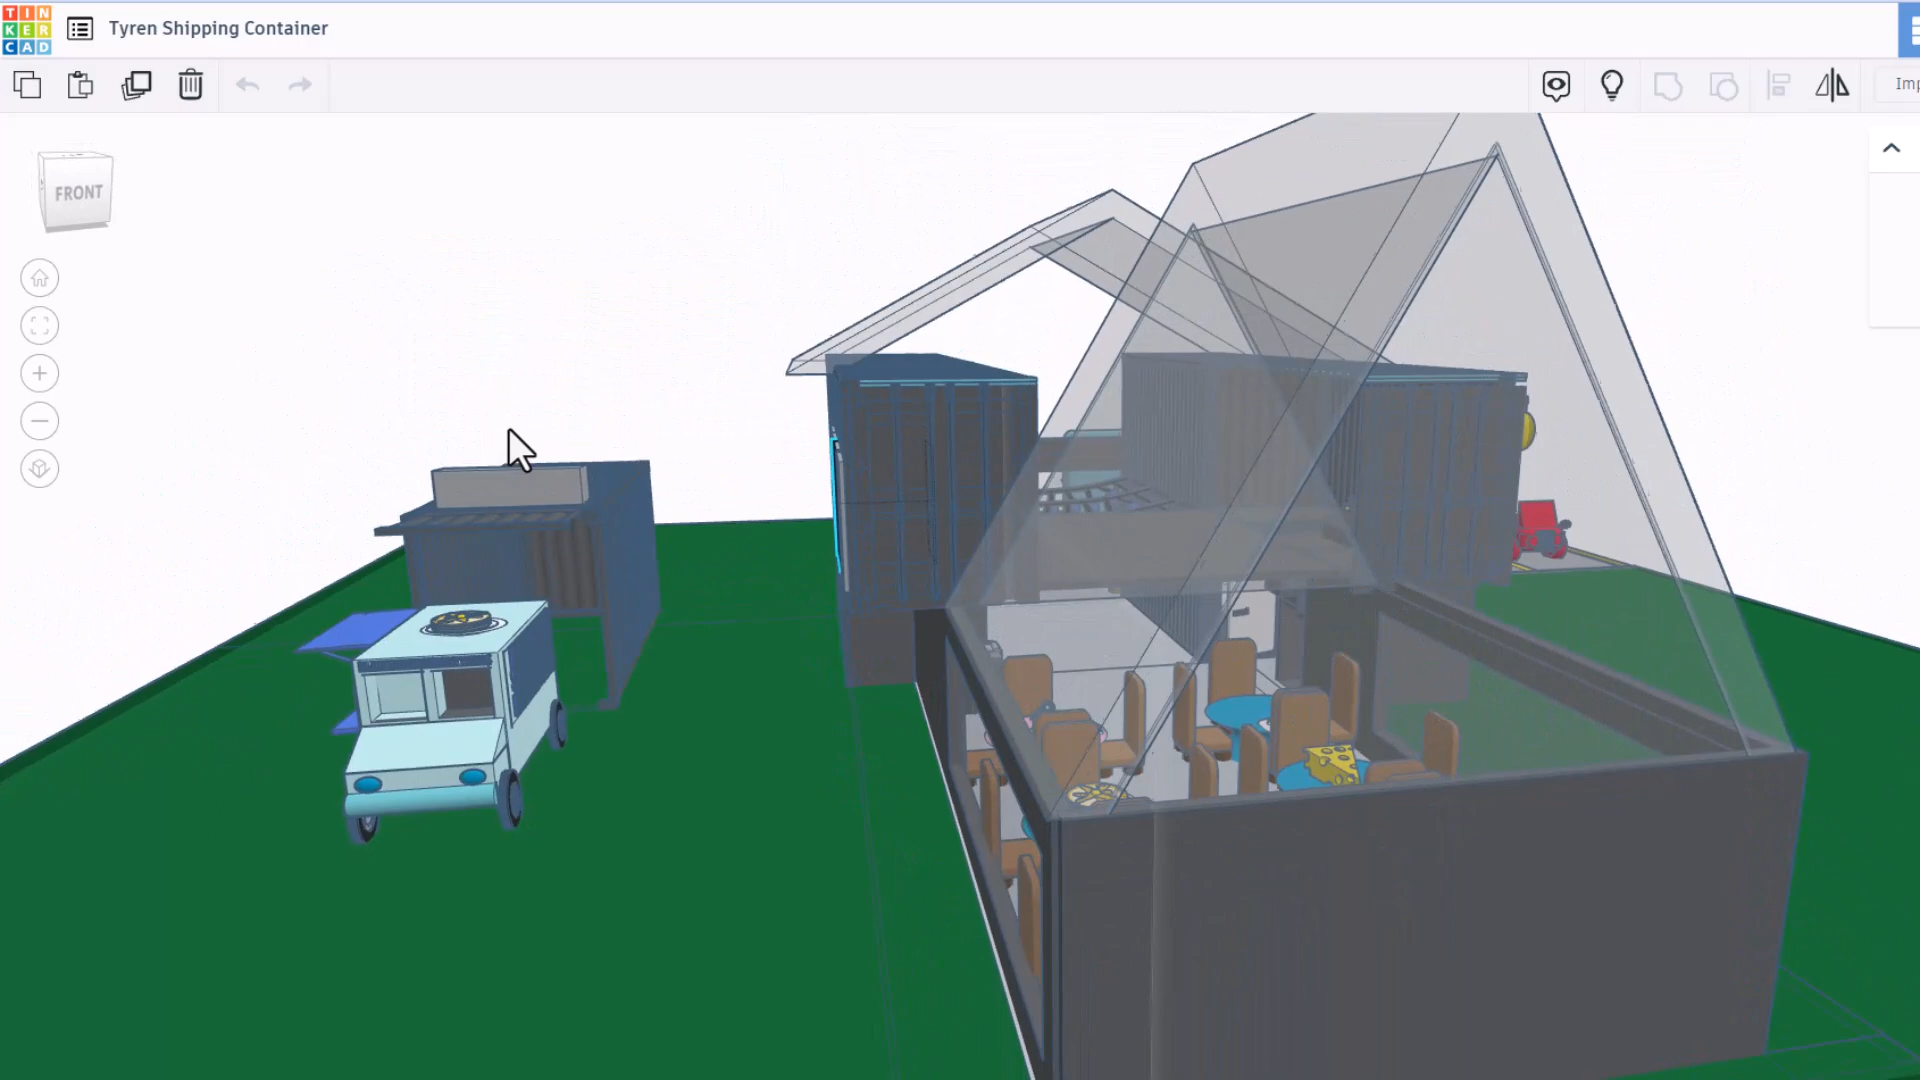 TIN
KER
CAD
Tyren Shipping Container
Imp
FRONT